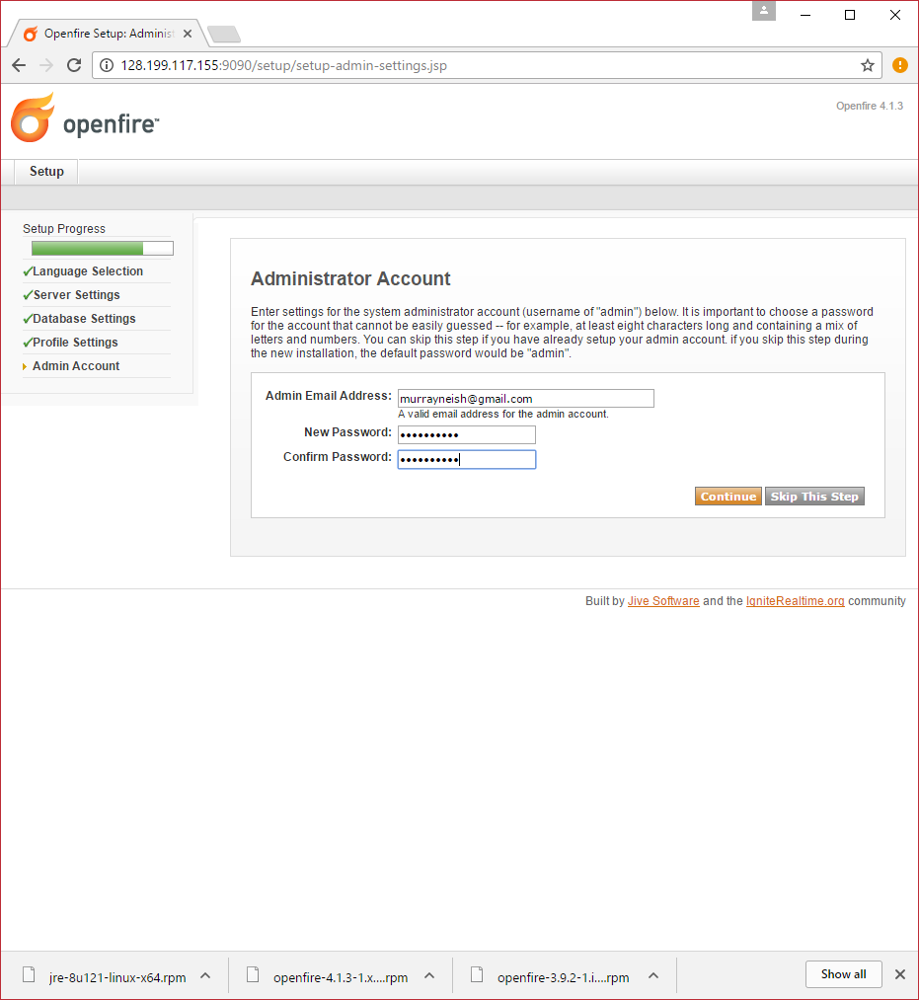 Openfire Setup: Adminis
128.199.117.155:9090/setup/setup-admin-settings.jsp
openfire™
Openfire 4.1.3
Setup
Setup Progress
Language Selection
Server Settings
Database Settings
Profile Settings
Admin Account
Administrator Account
Enter settings for the system administrator account (username of "admin") below. It is important to choose a password
for the account that cannot be easily guessed -- for example, at least eight characters long and containing a mix of
letters and numbers. You can skip this step if you have already setup your admin account. if you skip this step during
the new installation, the default password would be "admin".
Admin Email Address: murrayneish@gmail.com
A valid email address for the admin account.
New Password: ••••••••••
Confirm Password: ••••••••••
Continue Skip This Step
Built by Jive Software and the IgniteRealtime.org community
jre-8u121-linux-x64.rpm openfire-4.1.3-1.x....rpm openfire-3.9.2-1.i....rpm Show all